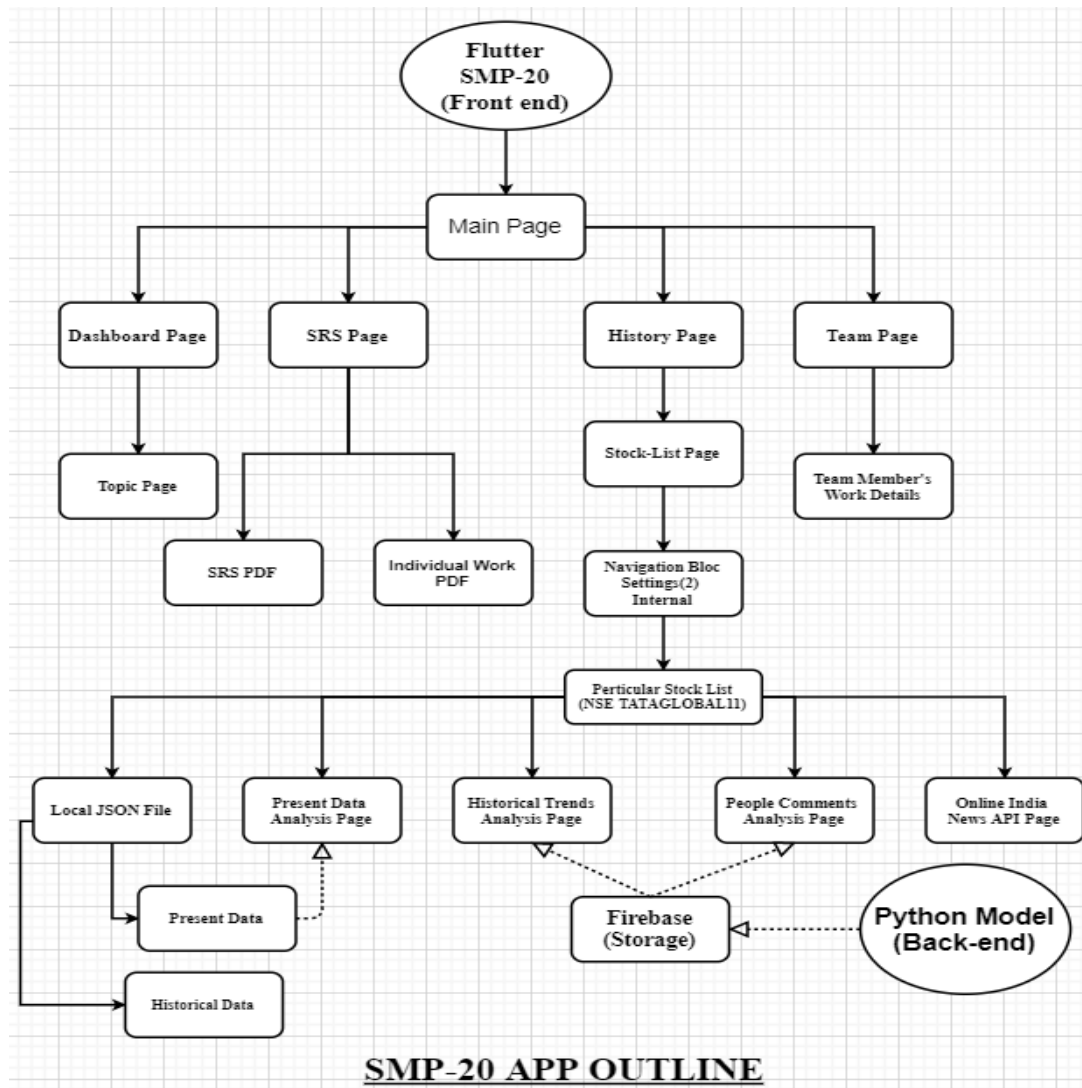 Flutter
SMP-20
(Front end)
Main Page
Dashboard Page
SRS Page
History Page
Team Page
Topic Page
Stock-List Page
Team Member's
Work Details
SRS PDF
Individual Work
PDF
Navigation Bloc
Settings(2)
Internal
Perticular Stock List
(NSE TATAGLOBAL11)
Local JSON File
Present Data
Analysis Page
Historical Trends
Analysis Page
People Comments
Analysis Page
Online India
News API Page
Present Data
Firebase
(Storage)
Python Model
(Back-end)
Historical Data
SMP-20 APP OUTLINE